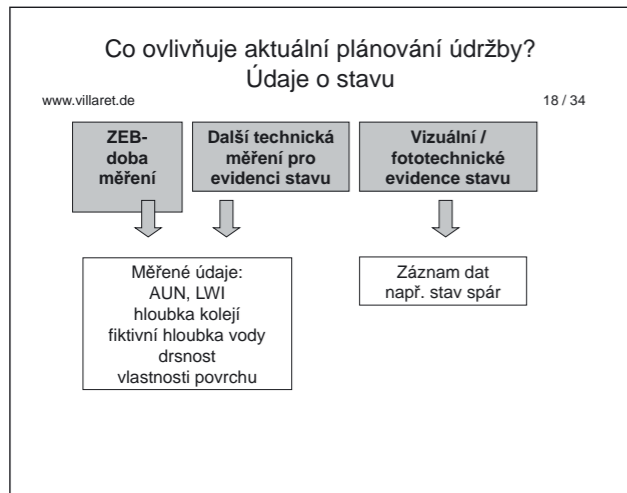 Co ovlivňuje aktuální plánování údržby?
Údaje o stavu
www.villaret.de
18 / 34
ZEB-
doba
měření
Další technická
měření pro
evidenci stavu
Vizuální /
fototechnické
evidence stavu
Měřené údaje:
AUN, LWI
hloubka kolejí
fiktivní hloubka vody
drsnost
vlastnosti povrchu
Záznam dat
např. stav spár